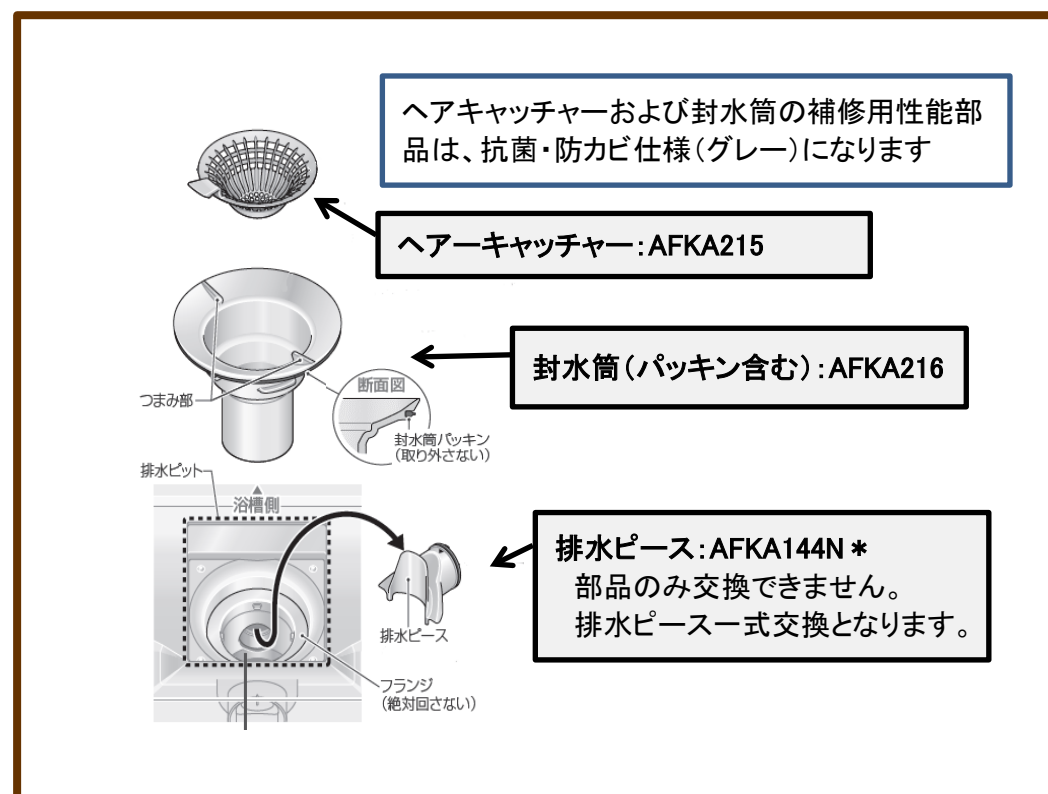 ヘアキャッチャーおよび封水筒の補修用性能部
品は、抗菌・防カビ仕様（グレー）になります
ヘアーキャッチャー：AFKA215
封水筒（パッキン含む）：AFKA216
断面図
つまみ部
封水筒パッキン
（取り外さない）
排水ピット
浴槽側
排水ピース：AFKA144N＊
部品のみ交換できません。
排水ピース一式交換となります。
排水ピース
フランジ
（絶対回さない）